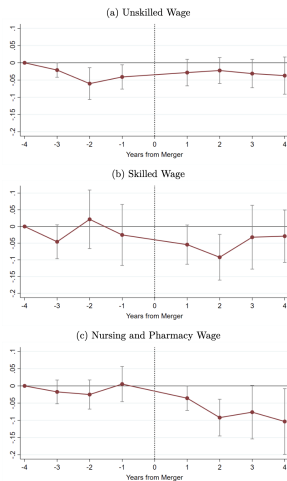 (a) Unskilled Wage
.1
.05
0
-.05
-.1
-.15
-.2
-4 -3 -2 -1 0 1 2 3 4
Years from Merger
(b) Skilled Wage
.1
.05
0
-.05
-.1
-.15
-.2
-4 -3 -2 -1 0 1 2 3 4
Years from Merger
(c) Nursing and Pharmacy Wage
.1
.05
0
-.05
-.1
-.15
-.2
-4 -3 -2 -1 0 1 2 3 4
Years from Merger